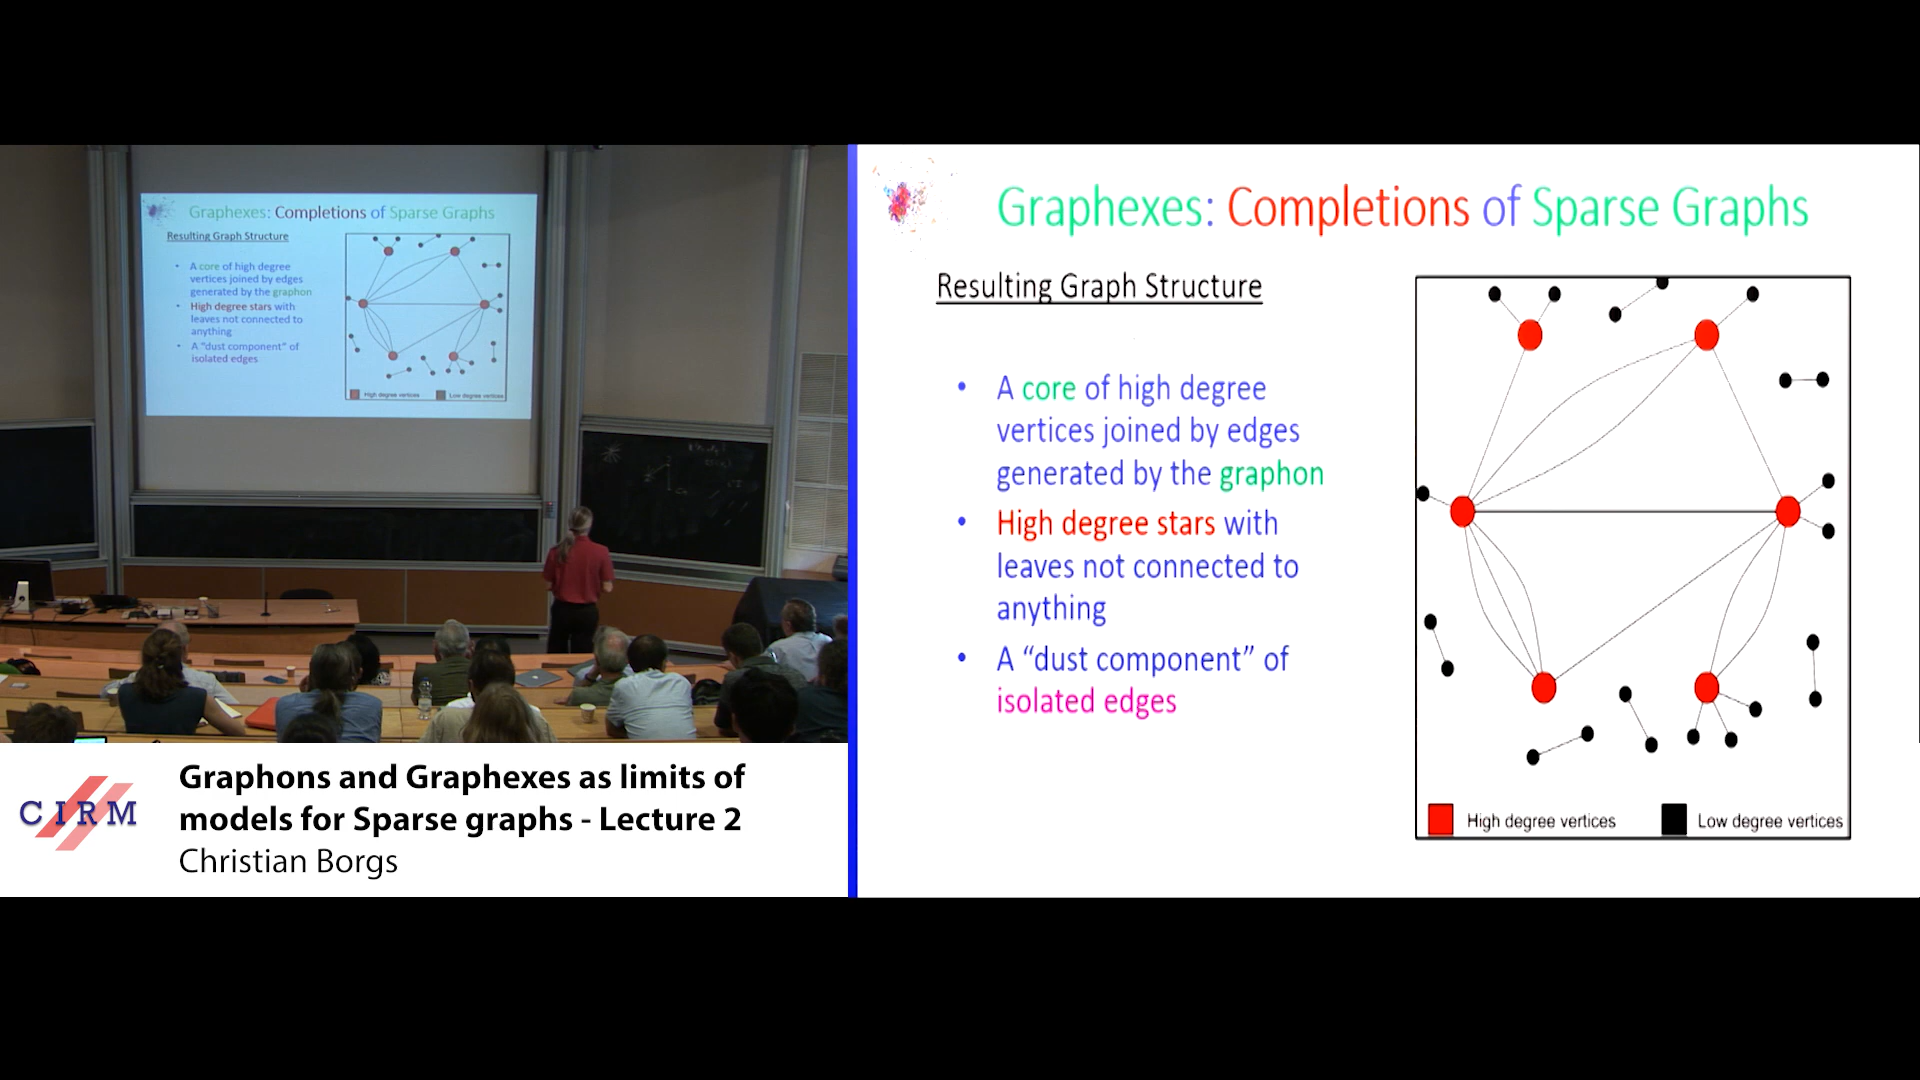 Graphexes: Completions of Sparse Graphs
Resulting Graph Structure
• A core of high degree
vertices joined by edges
generated by the graphon
• High degree stars with
leaves not connected to
anything
• A "dust component" of
isolated edges
High degree vertices
Low degree vertices
Graphexes: Completions of Sparse Graphs
Resulting Graph Structure
• A core of high degree
vertices joined by edges
generated by the graphon
• High degree stars with
leaves not connected to
anything
• A “dust component” of
isolated edges
High degree vertices
Low degree vertices
CIRM
Graphons and Graphexes as limits of
models for Sparse graphs - Lecture 2
Christian Borgs